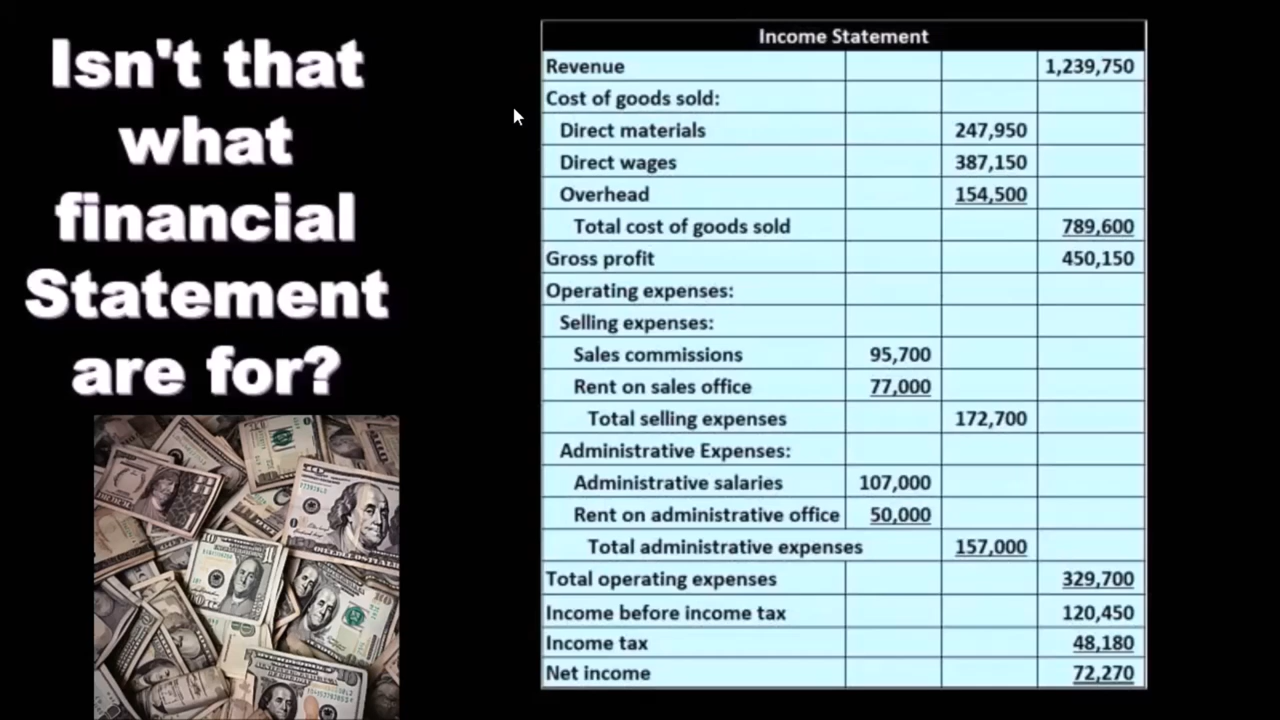 Isn't that
what
financial
Statement
are for?
Income Statement
Revenue 1,239,750
Cost of goods sold:
Direct materials 247,950
Direct wages 387,150
Overhead 154,500
Total cost of goods sold 789,600
Gross profit 450,150
Operating expenses:
Selling expenses:
Sales commissions 95,700
Rent on sales office 77,000
Total selling expenses 172,700
Administrative Expenses:
Administrative salaries 107,000
Rent on administrative office 50,000
Total administrative expenses 157,000
Total operating expenses 329,700
Income before income tax 120,450
Income tax 48,180
Net income 72,270